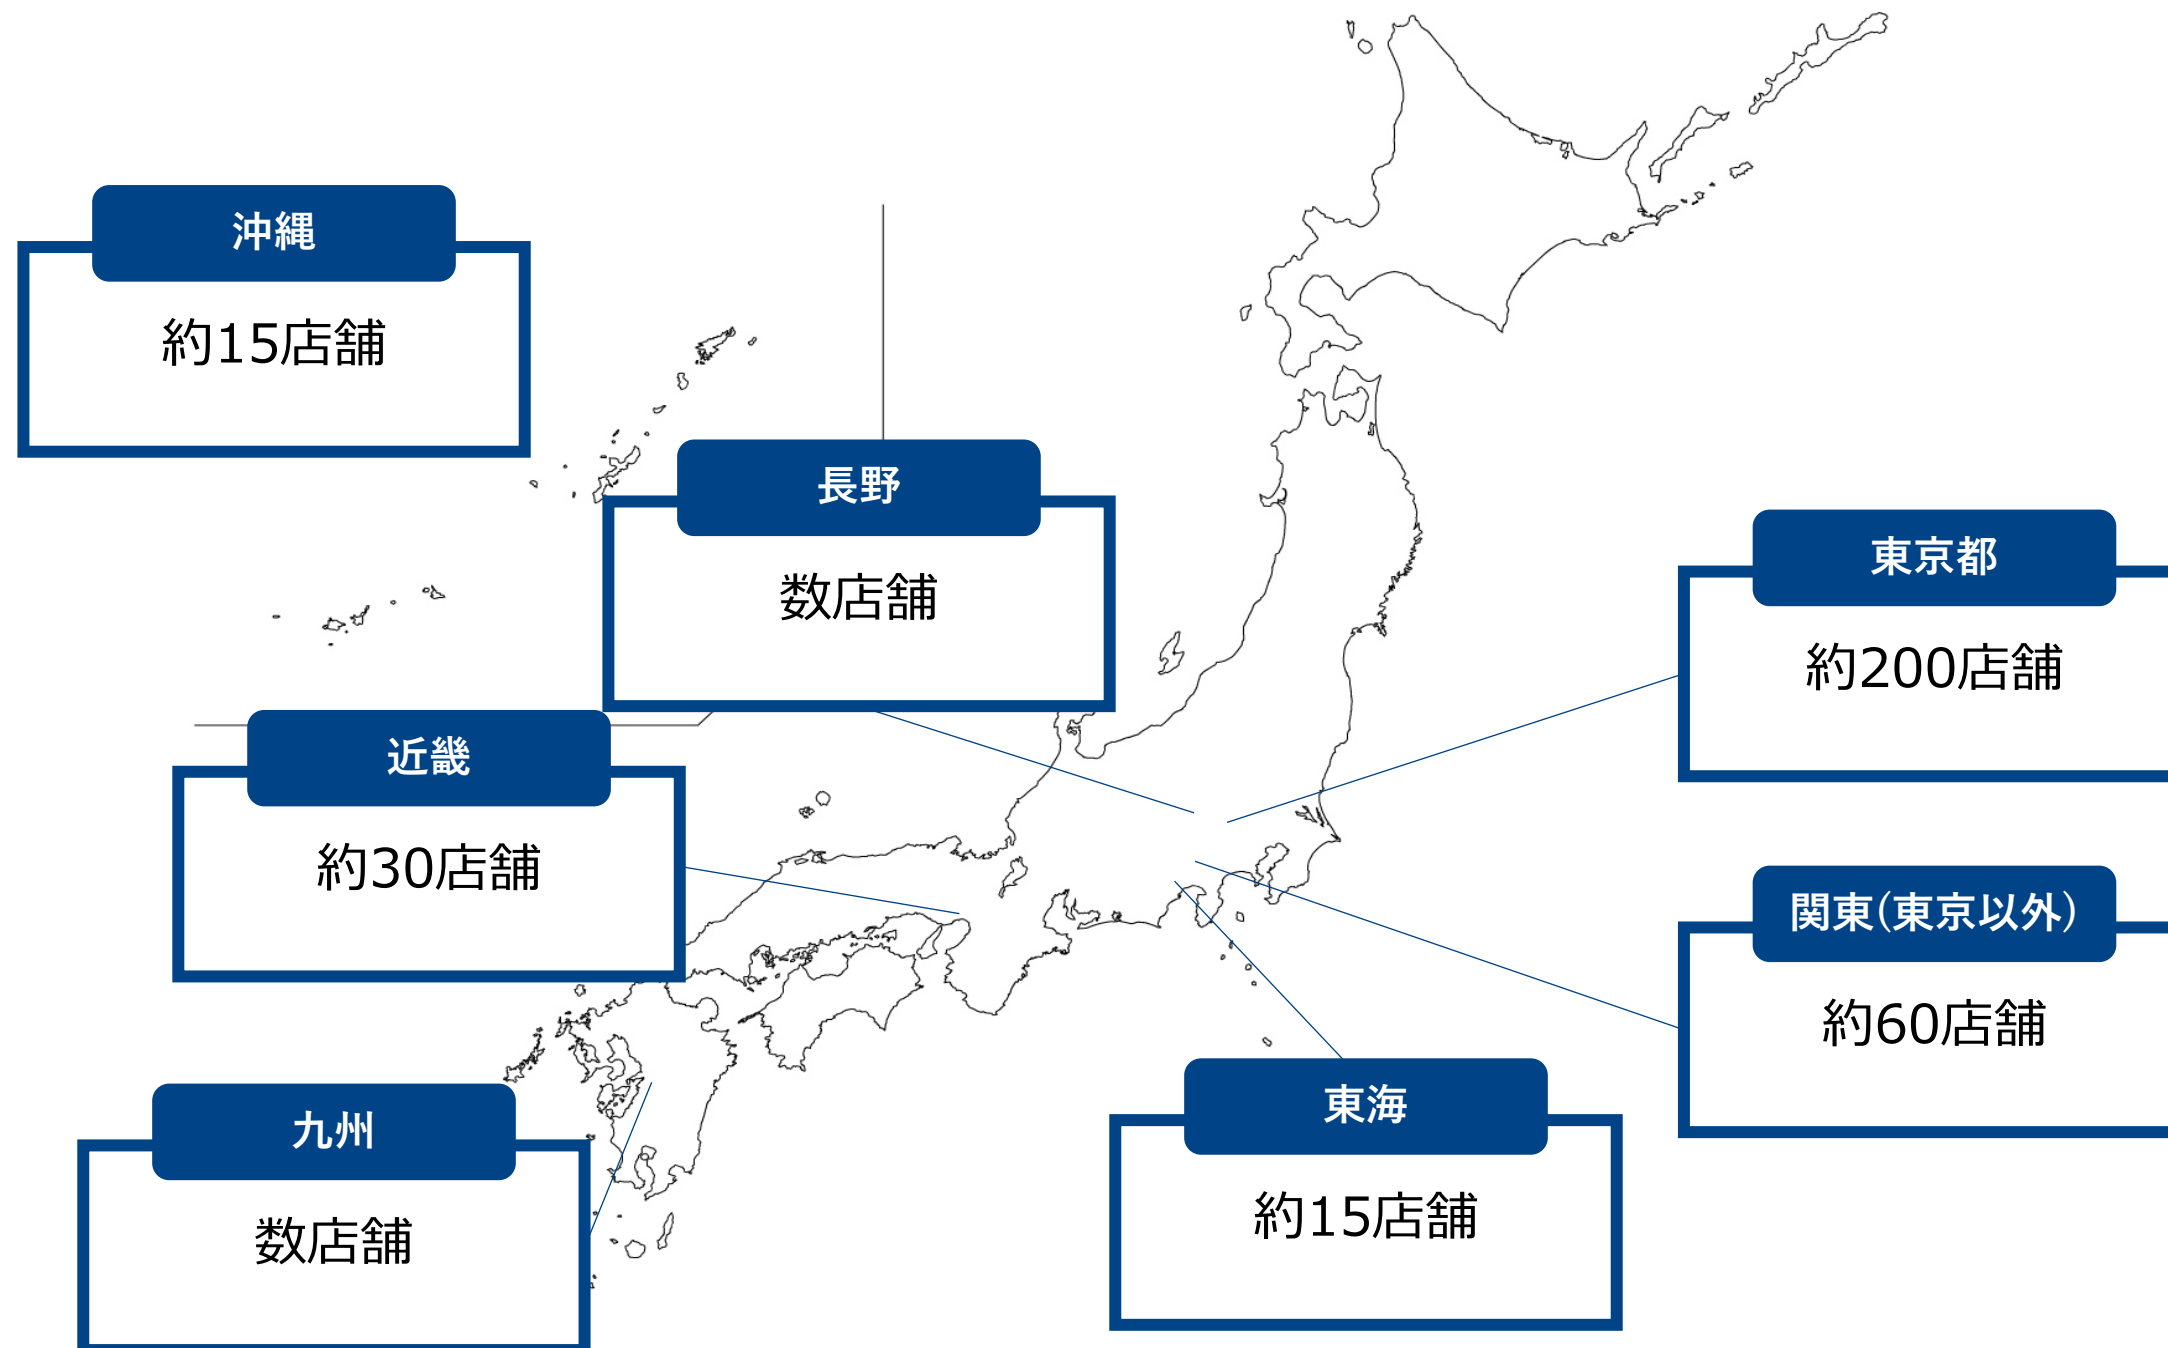 沖縄
約15店舗
長野
数店舗
東京都
約200店舗
近畿
約30店舗
関東(東京以外)
約60店舗
東海
約15店舗
九州
数店舗